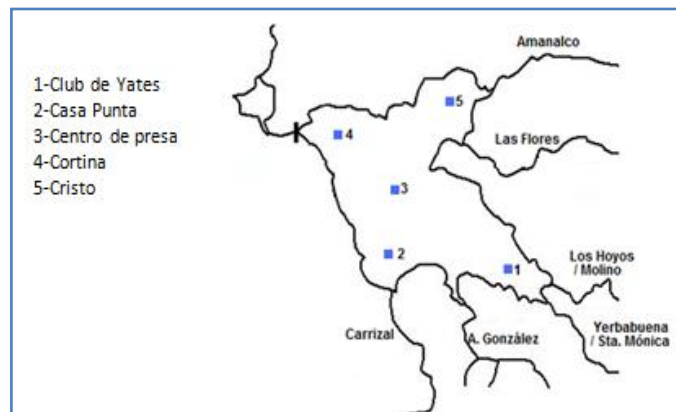 1-Club de Yates
2-Casa Punta
3-Centro de presa
4-Cortina
5-Cristo
Amanalco
5
4
Las Flores
3
2
1
Los Hoyos
/ Molino
Carrizal
A. González
Yerbabuena
/ Sta. Mónica